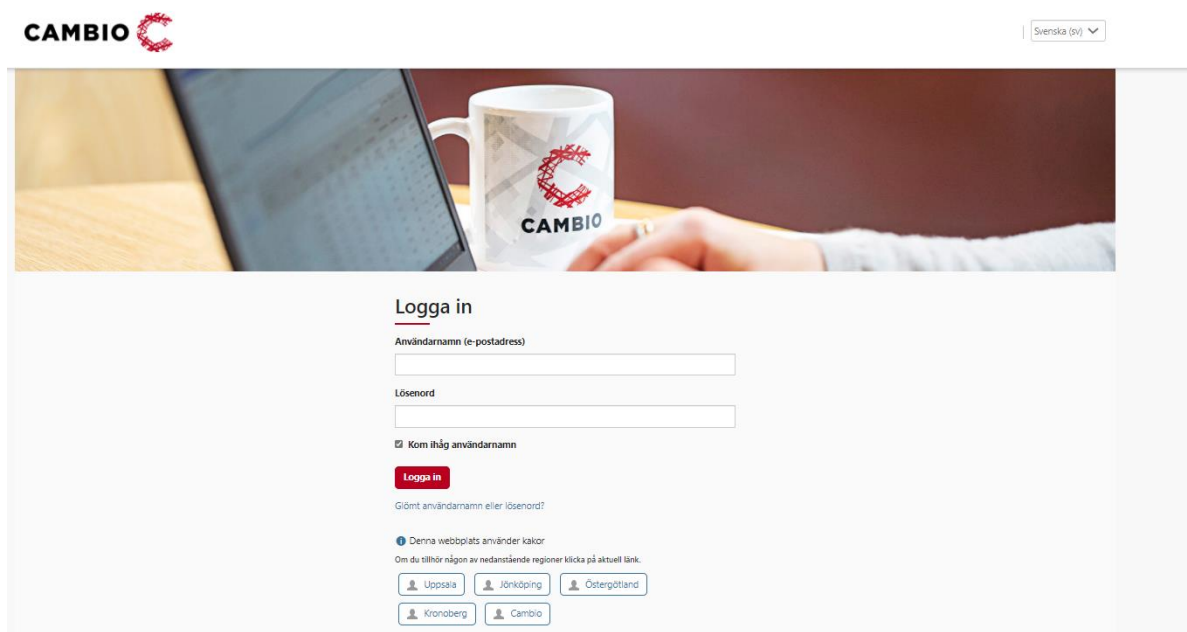 CAMBIO
Svenska (sv)
CAMBIO
Logga in
Användarnamn (e-postadress)
Lösenord
Kom ihåg användarnamn
Logga in
Glömt användarnamn eller lösenord?
Denna webbplats använder kakor
Om du tillhör någon av nedanstående regioner klicka på aktuell länk.
Uppsala Jönköping Östergötland
Kronoberg Cambio